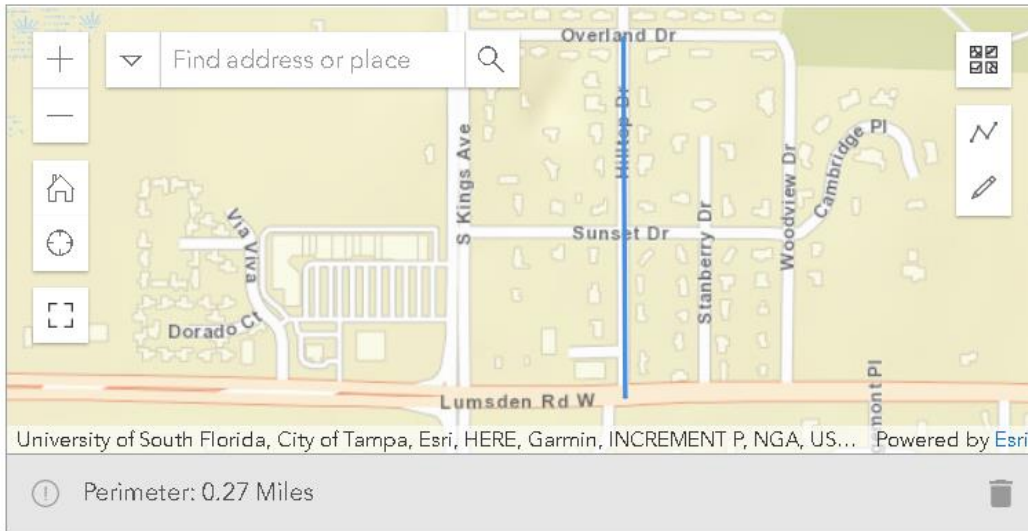 Find address or place
Overland Dr
Hilltop Dr
S Kings Ave
Cambridge Pl
Woodview Dr
Via Viva
Sunset Dr
Stanberry Dr
Dorado Ct
Lumsden Rd W
mont Pl
University of South Florida, City of Tampa, Esri, HERE, Garmin, INCREMENT P, NGA, US... Powered by Esri
Perimeter: 0.27 Miles